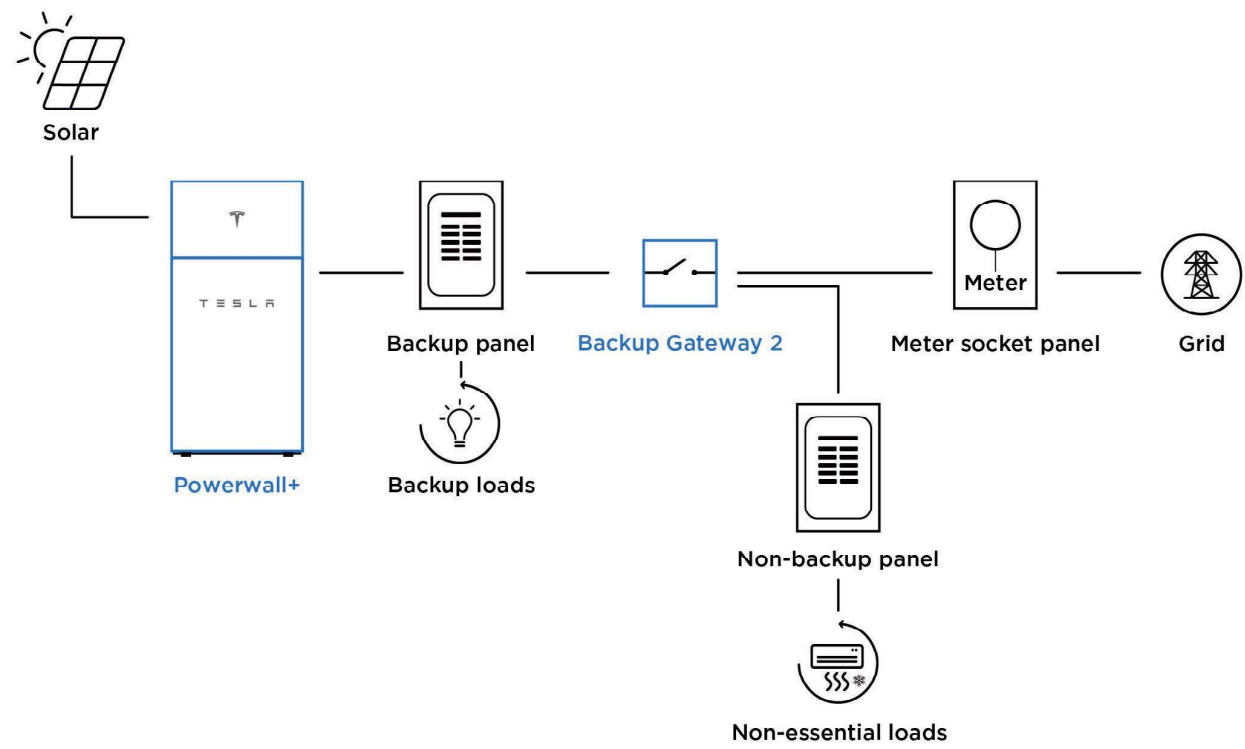 Solar
TESLA
Meter
Backup panel
Backup Gateway 2
Meter socket panel
Grid
Powerwall+
Backup loads
Non-backup panel
Non-essential loads